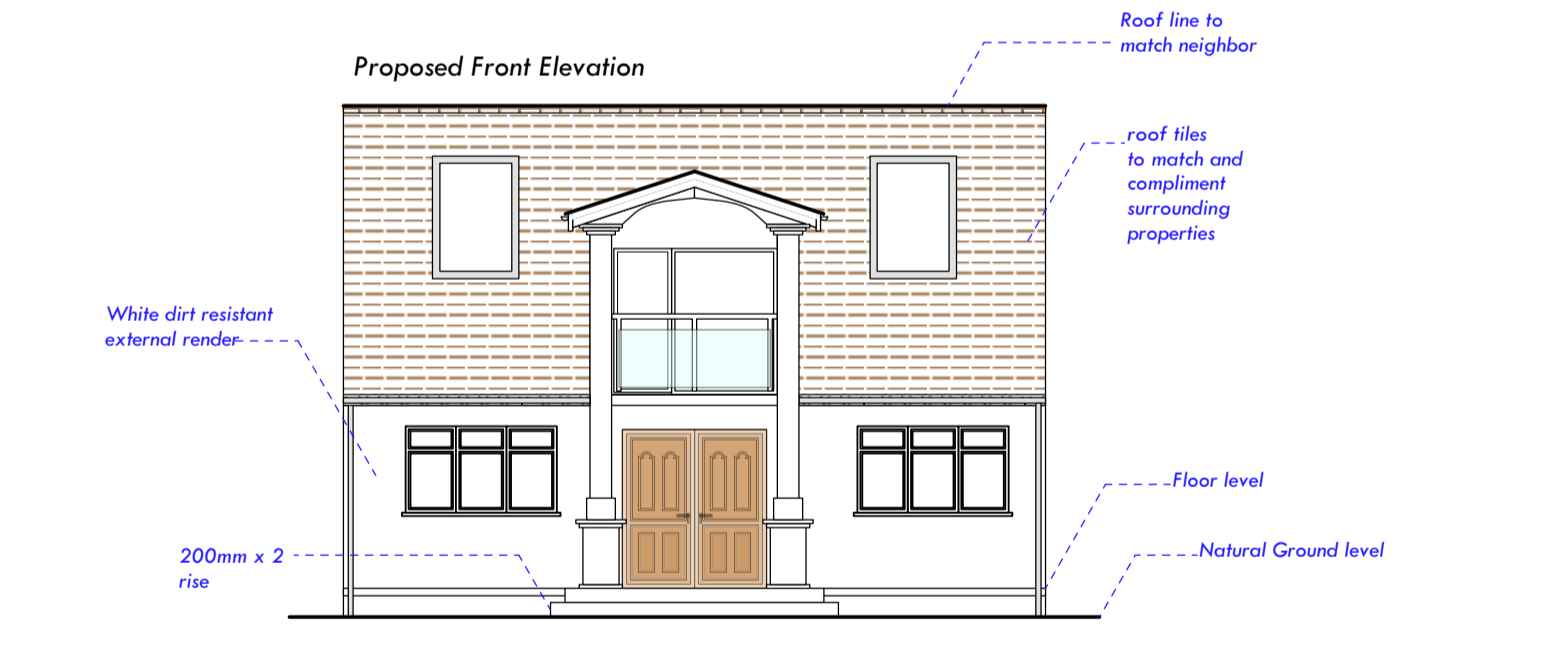 Roof line to
match neighbor
Proposed Front Elevation
roof tiles
to match and
compliment
surrounding
properties
White dirt resistant
external render
Floor level
200mm x 2
rise
Natural Ground level